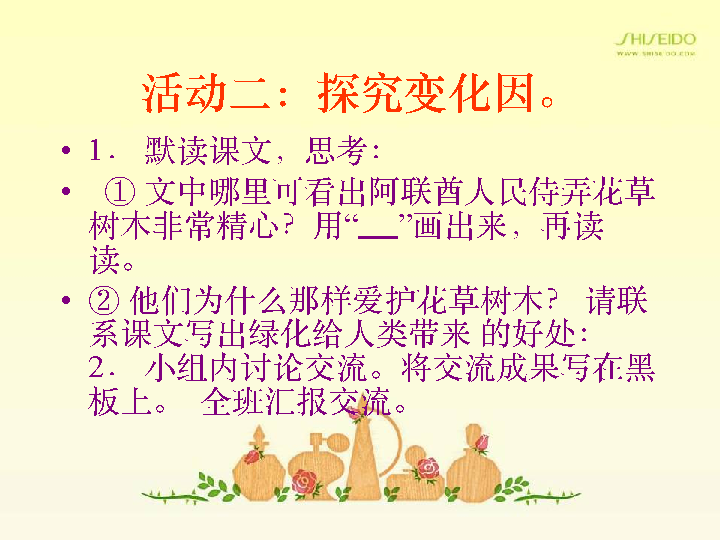 SHISEIDO
WWW.SHISEIDO.COM
活动二：探究变化因。
• 1． 默读课文，思考：
• ① 文中哪里可看出阿联酋人民侍弄花草
树木非常精心？用“__”画出来，再读
读。
• ② 他们为什么那样爱护花草树木？ 请联
系课文写出绿化给人类带来 的好处：
2． 小组内讨论交流。将交流成果写在黑
板上。 全班汇报交流。